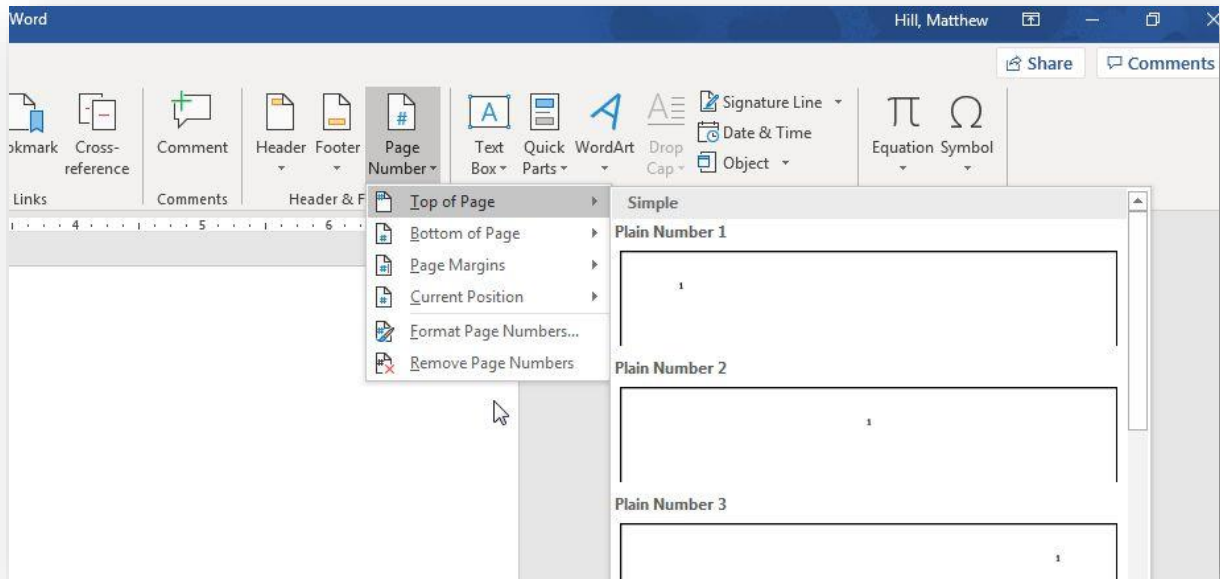 Word Hill, Matthew
Share Comments
Signature Line
Date & Time
Object
okmark Cross-reference Comment Header Footer Page Number Text Box Quick Parts WordArt Drop Cap Equation Symbol
Links Comments Header & F
4 5 6
Top of Page
Bottom of Page
Page Margins
Current Position
Format Page Numbers...
Remove Page Numbers
Simple
Plain Number 1
1
Plain Number 2
1
Plain Number 3
1